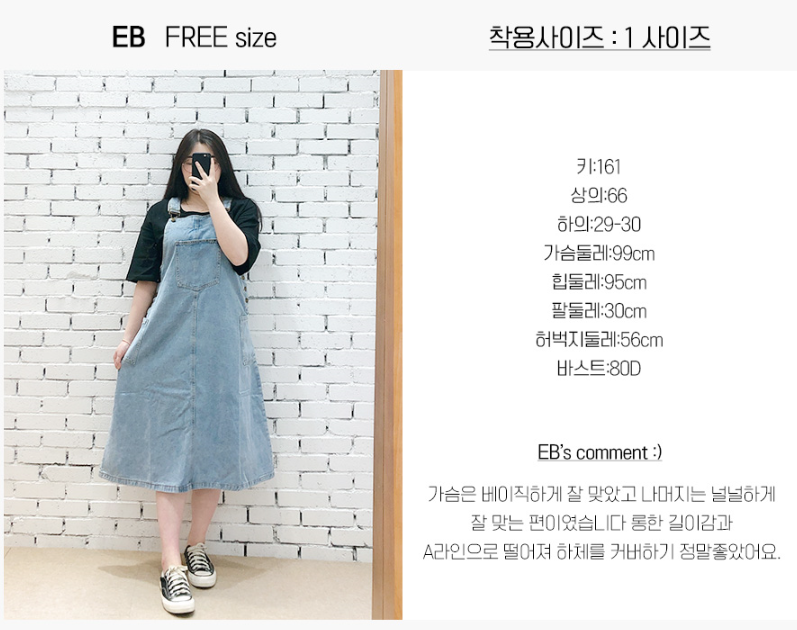 EB FREE size
착용사이즈 : 1 사이즈
키:161
상의:66
하의:29-30
가슴둘레:99cm
힙둘레:95cm
팔둘레:30cm
허벅지둘레:56cm
바스트:80D
EB's comment :)
가슴은 베이직하게 잘 맞았고 나머지는 널널하게
잘 맞는 편이였습니다 롱한 길이감과
A라인으로 떨어져 하체를 커버하기 정말좋았어요.